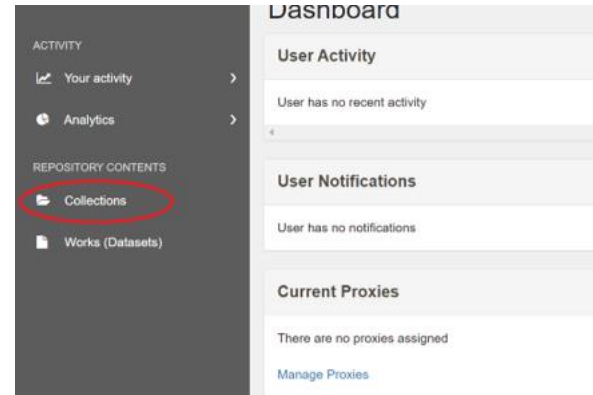 Dashboard
ACTIVITY
Your activity
Analytics
REPOSITORY CONTENTS
Collections
Works (Datasets)
User Activity
User has no recent activity
User Notifications
User has no notifications
Current Proxies
There are no proxies assigned
Manage Proxies